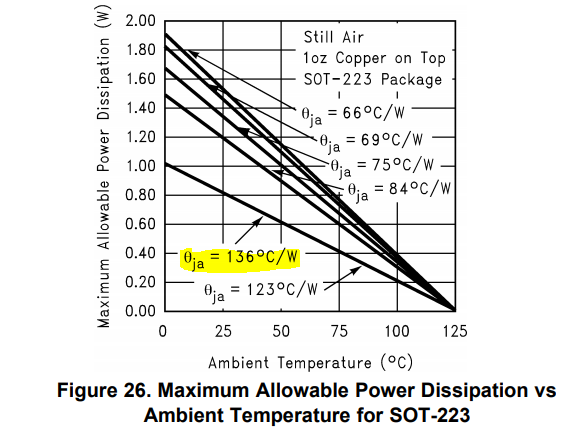 Maximum Allowable Power Dissipation (W)
2.00
1.80
1.60
1.40
1.20
1.00
0.80
0.60
0.40
0.20
0.00
Still Air
1oz Copper on Top
SOT-223 Package
θja = 66°C/W
θja = 69°C/W
θja = 75°C/W
θja = 84°C/W
θja = 136°C/W
θja = 123°C/W
0 25 50 75 100 125
Ambient Temperature (°C)
Figure 26. Maximum Allowable Power Dissipation vs
Ambient Temperature for SOT-223